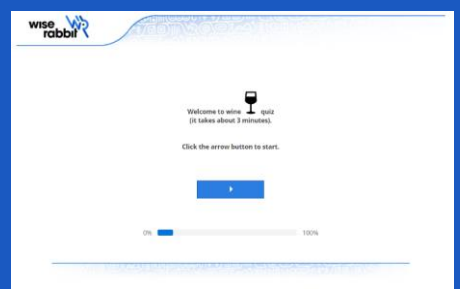 wise
rabbit
Welcome to wine quiz
(it takes about 3 minutes).
Click the arrow button to start.
0% 100%